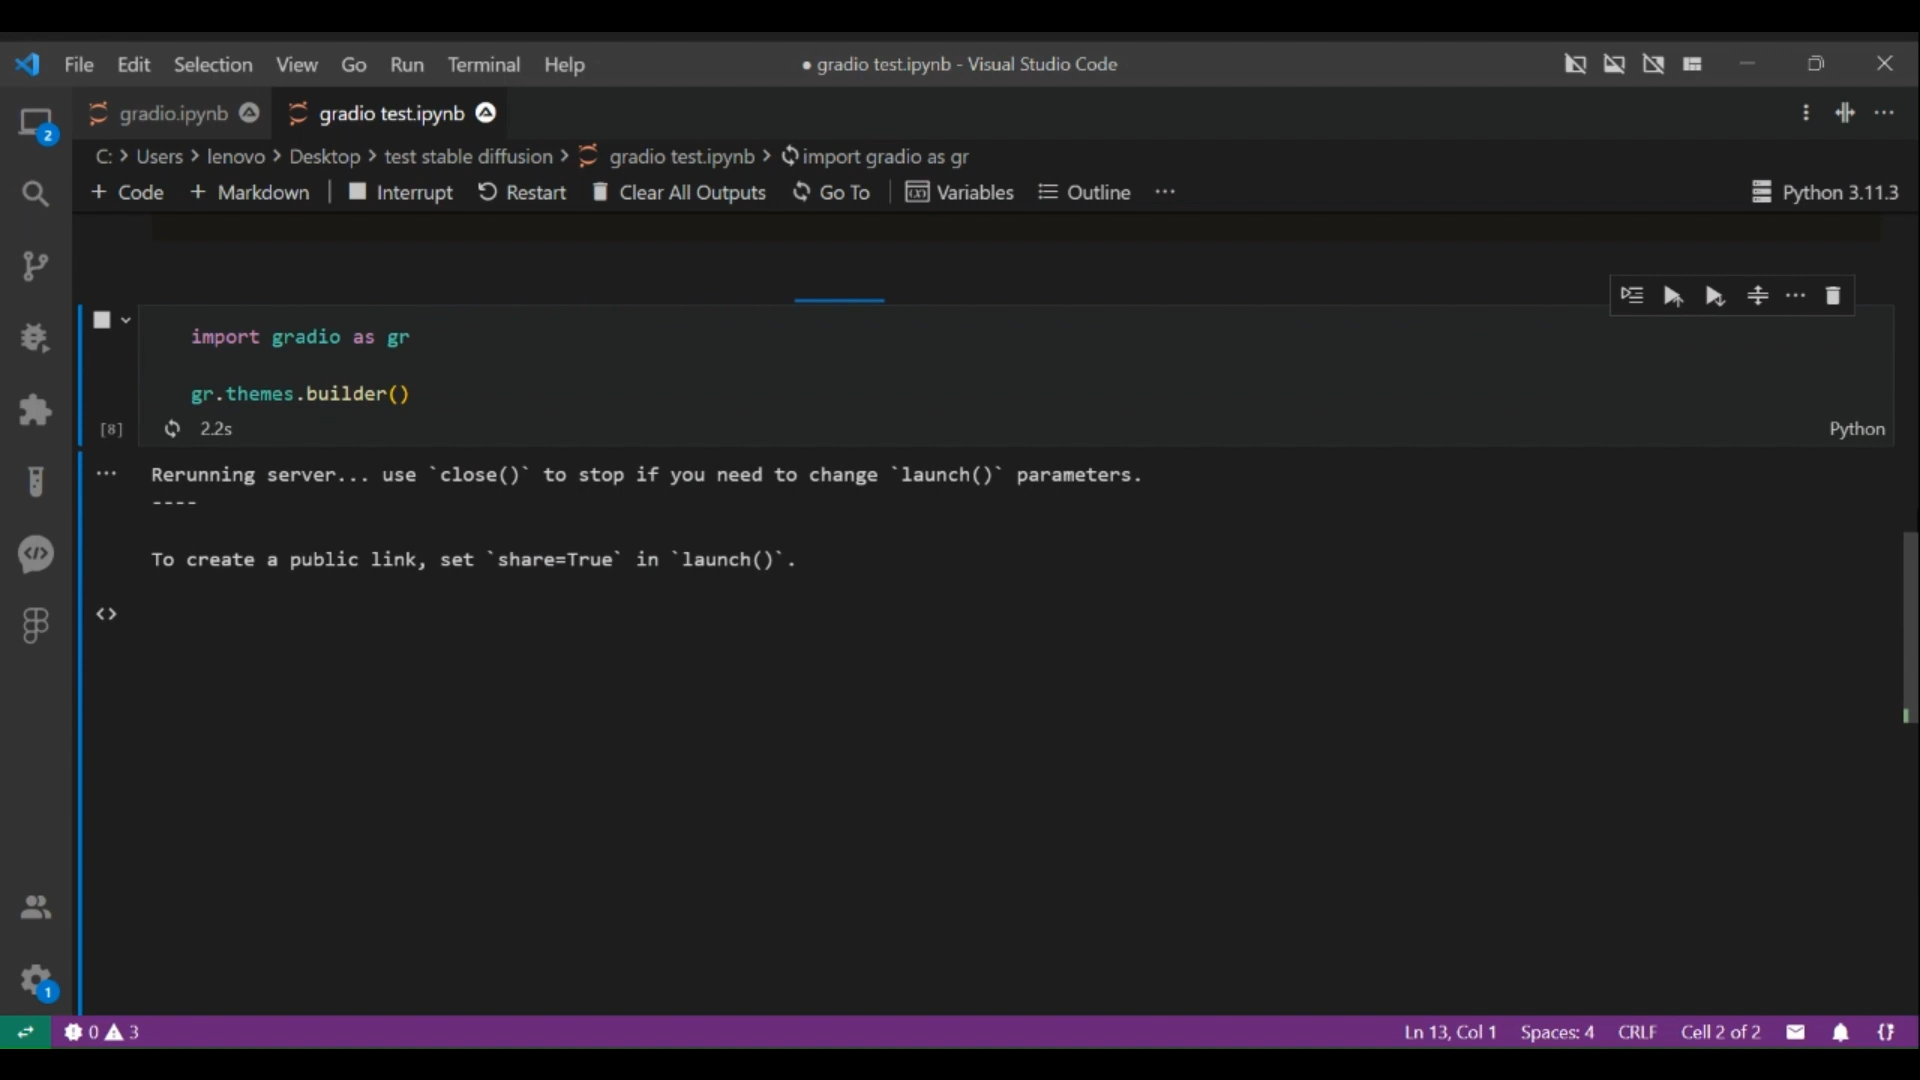 File Edit Selection View Go Run Terminal Help ● gradio test.ipynb - Visual Studio Code
gradio.ipynb gradio test.ipynb
2
C: > Users > lenovo > Desktop > test stable diffusion > gradio test.ipynb > import gradio as gr
+ Code + Markdown | Interrupt Restart Clear All Outputs Go To | Variables Outline ··· Python 3.11.3
import gradio as gr
gr.themes.builder()
[8] 2.2s Python
Rerunning server... use `close()` to stop if you need to change `launch()` parameters.
----
To create a public link, set `share=True` in `launch()`.
1
0 3 Ln 13, Col 1 Spaces: 4 CRLF Cell 2 of 2